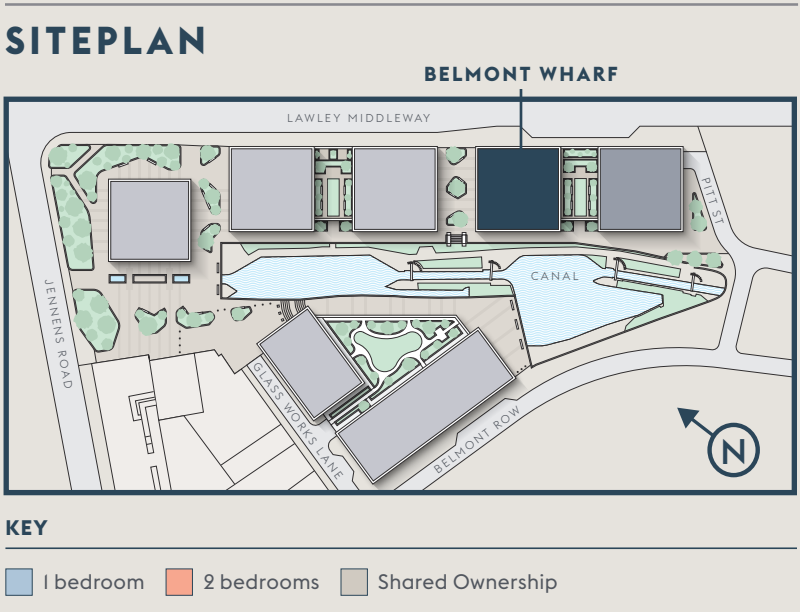 SITEPLAN
BELMONT WHARF
LAWLEY MIDDLEWAY
PITT ST
CANAL
JENNENS ROAD
GLASS WORKS LANE
BELMONT ROW
N
KEY
1 bedroom
2 bedrooms
Shared Ownership